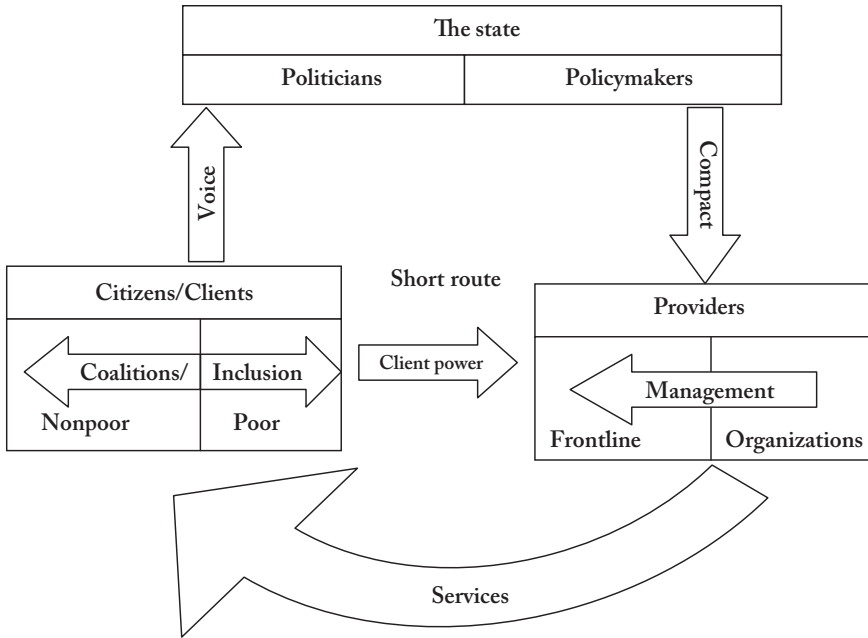 The state
Politicians
Policymakers
Voice
Compact
Citizens/Clients
Short route
Providers
Coalitions/
Inclusion
Client power
Management
Nonpoor
Poor
Frontline
Organizations
Services